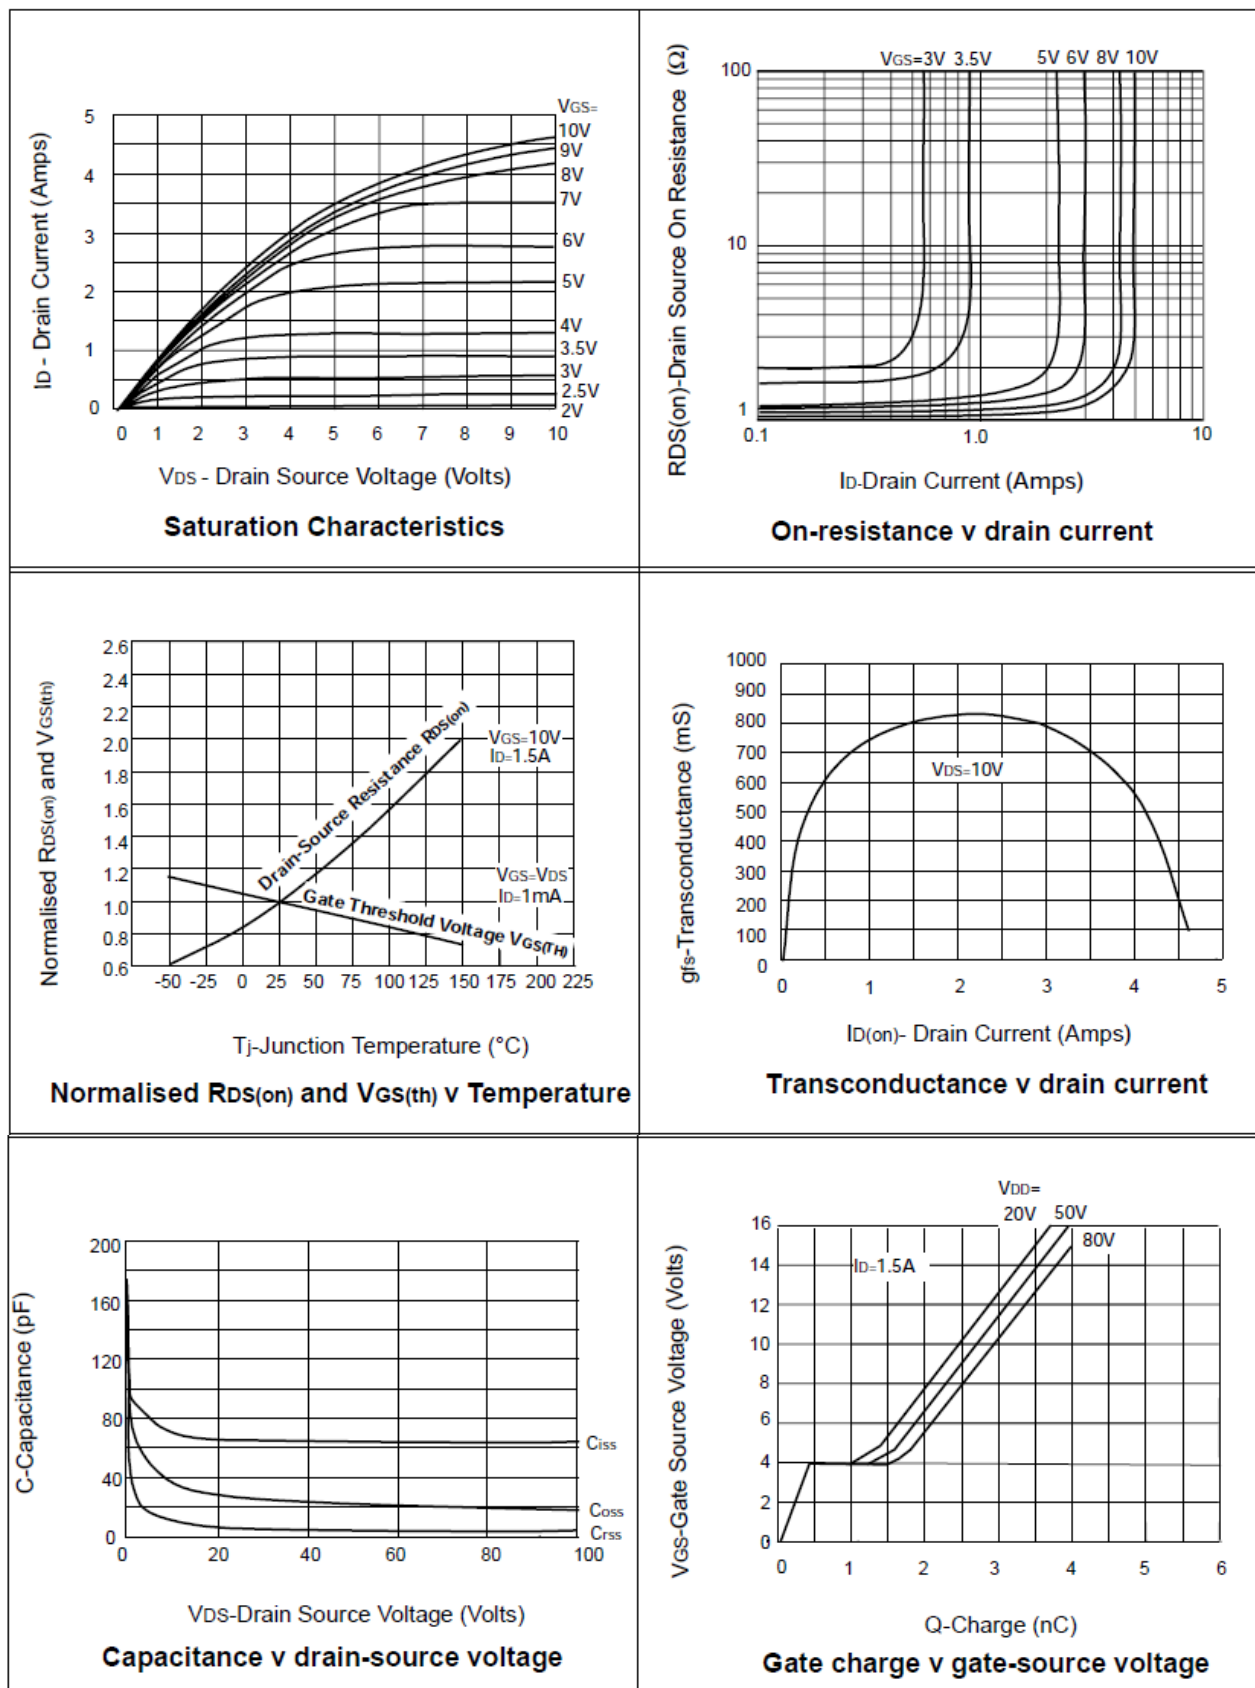 VGS=
10V
9V
8V
7V
6V
5V
4V
3.5V
3V
2.5V
2V
5
4
3
2
1
0
0 1 2 3 4 5 6 7 8 9 10
ID - Drain Current (Amps)
VDS - Drain Source Voltage (Volts)
Saturation Characteristics
VGS=3V 3.5V 5V 6V 8V 10V
100
10
1
0.1 1.0 10
RDS(on)-Drain Source On Resistance (Ω)
ID-Drain Current (Amps)
On-resistance v drain current
2.6
2.4
2.2
2.0
1.8
1.6
1.4
1.2
1.0
0.8
0.6
-50 -25 0 25 50 75 100 125 150 175 200 225
Normalised RDS(on) and VGS(th)
Drain-Source Resistance RDS(on)
VGS=10V
ID=1.5A
VGS=VDS
ID=1mA
Gate Threshold Voltage VGS(TH)
Tj-Junction Temperature (°C)
Normalised RDS(on) and VGS(th) v Temperature
1000
900
800
700
600
500
400
300
200
100
0
0 1 2 3 4 5
gfs-Transconductance (mS)
VDS=10V
ID(on)- Drain Current (Amps)
Transconductance v drain current
200
160
120
80
40
0
0 20 40 60 80 100
C-Capacitance (pF)
Ciss
Coss
Crss
VDS-Drain Source Voltage (Volts)
Capacitance v drain-source voltage
VDD=
20V 50V
80V
ID=1.5A
16
14
12
10
8
6
4
2
0
0 1 2 3 4 5 6
VGS-Gate Source Voltage (Volts)
Q-Charge (nC)
Gate charge v gate-source voltage